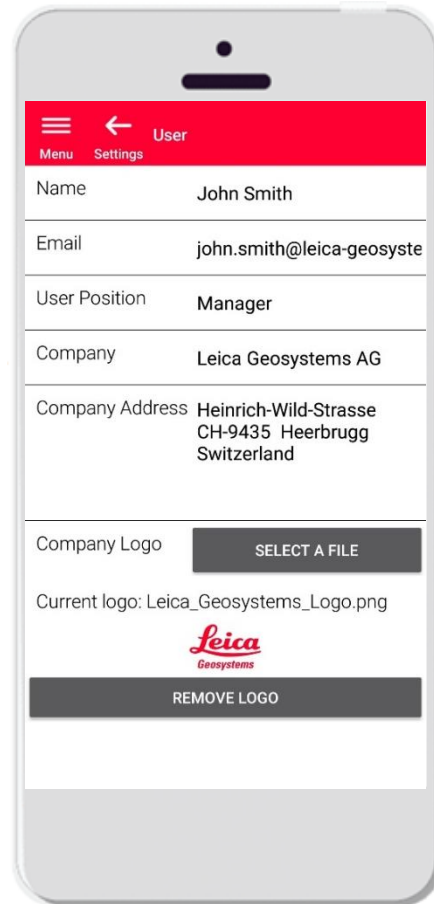 User
Menu Settings
Name John Smith
Email john.smith@leica-geosyste
User Position Manager
Company Leica Geosystems AG
Company Address Heinrich-Wild-Strasse
CH-9435 Heerbrugg
Switzerland
Company Logo SELECT A FILE
Current logo: Leica_Geosystems_Logo.png
Leica
Geosystems
REMOVE LOGO